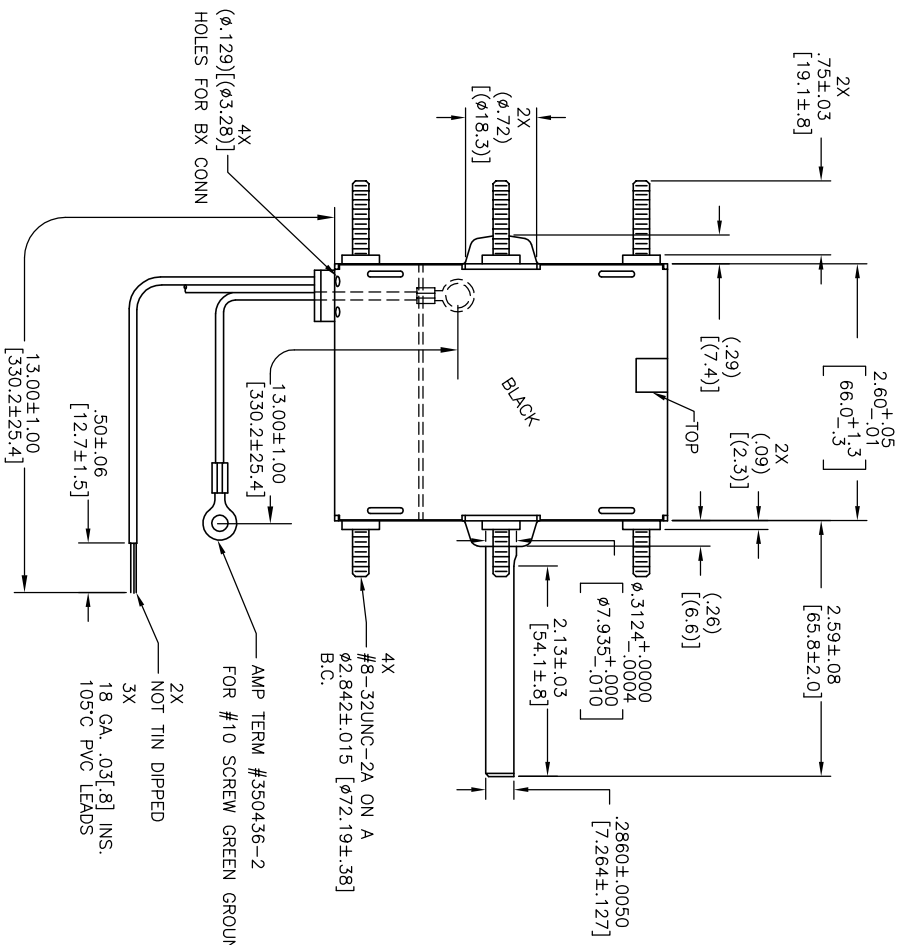 2X
.75±.03
[19.1±.8]
2X
(ø.72)
[(ø18.3)]
4X
(ø.129)[(ø3.28)]
HOLES FOR BX CONN
2.60+.05
-.01
[66.0+1.3
-.3]
(.29)
[(7.4)]
TOP
2X
(.09)
[(2.3)]
BLACK
13.00±1.00
[330.2±25.4]
.50±.06
[12.7±1.5]
13.00±1.00
[330.2±25.4]
2.59±.08
[65.8±2.0]
(.26)
[(6.6)]
ø.3124+.0000
-.0004
[ø7.935+.000
-.010]
2.13±.03
[54.1±.8]
.2860±.0050
[7.264±.127]
4X
#8-32UNC-2A ON A
ø2.842±.015 [ø72.19±.38]
B.C.
AMP TERM #350436-2
FOR #10 SCREW GREEN GROUN
2X
NOT TIN DIPPED
3X
18 GA. .03[.8] INS.
105°C PVC LEADS